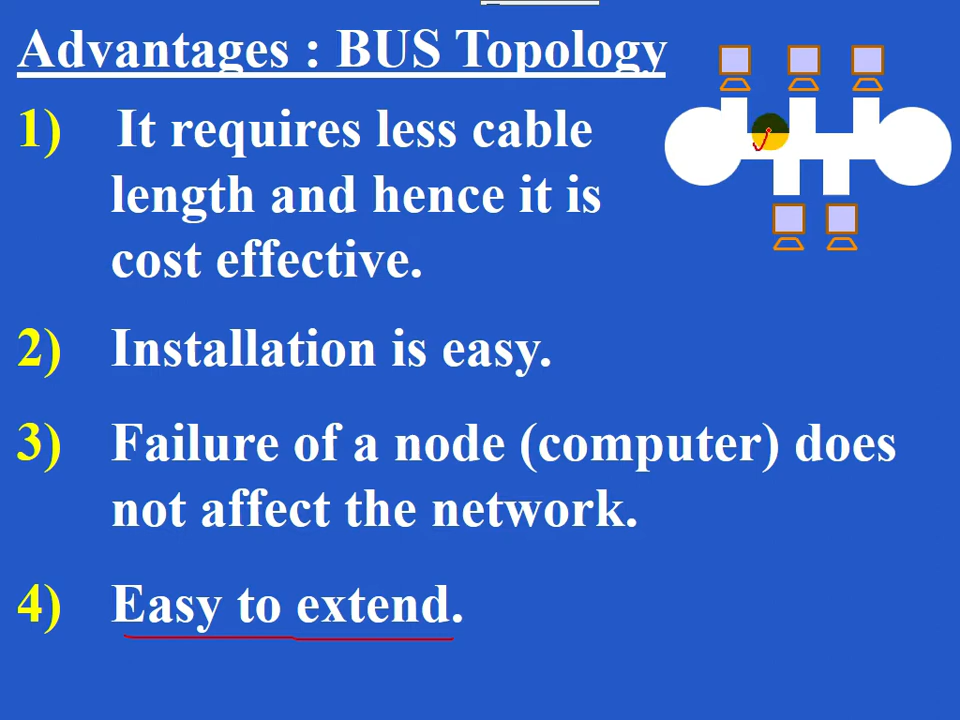 Advantages : BUS Topology
1) It requires less cable
length and hence it is
cost effective.
2) Installation is easy.
3) Failure of a node (computer) does
not affect the network.
4) Easy to extend.